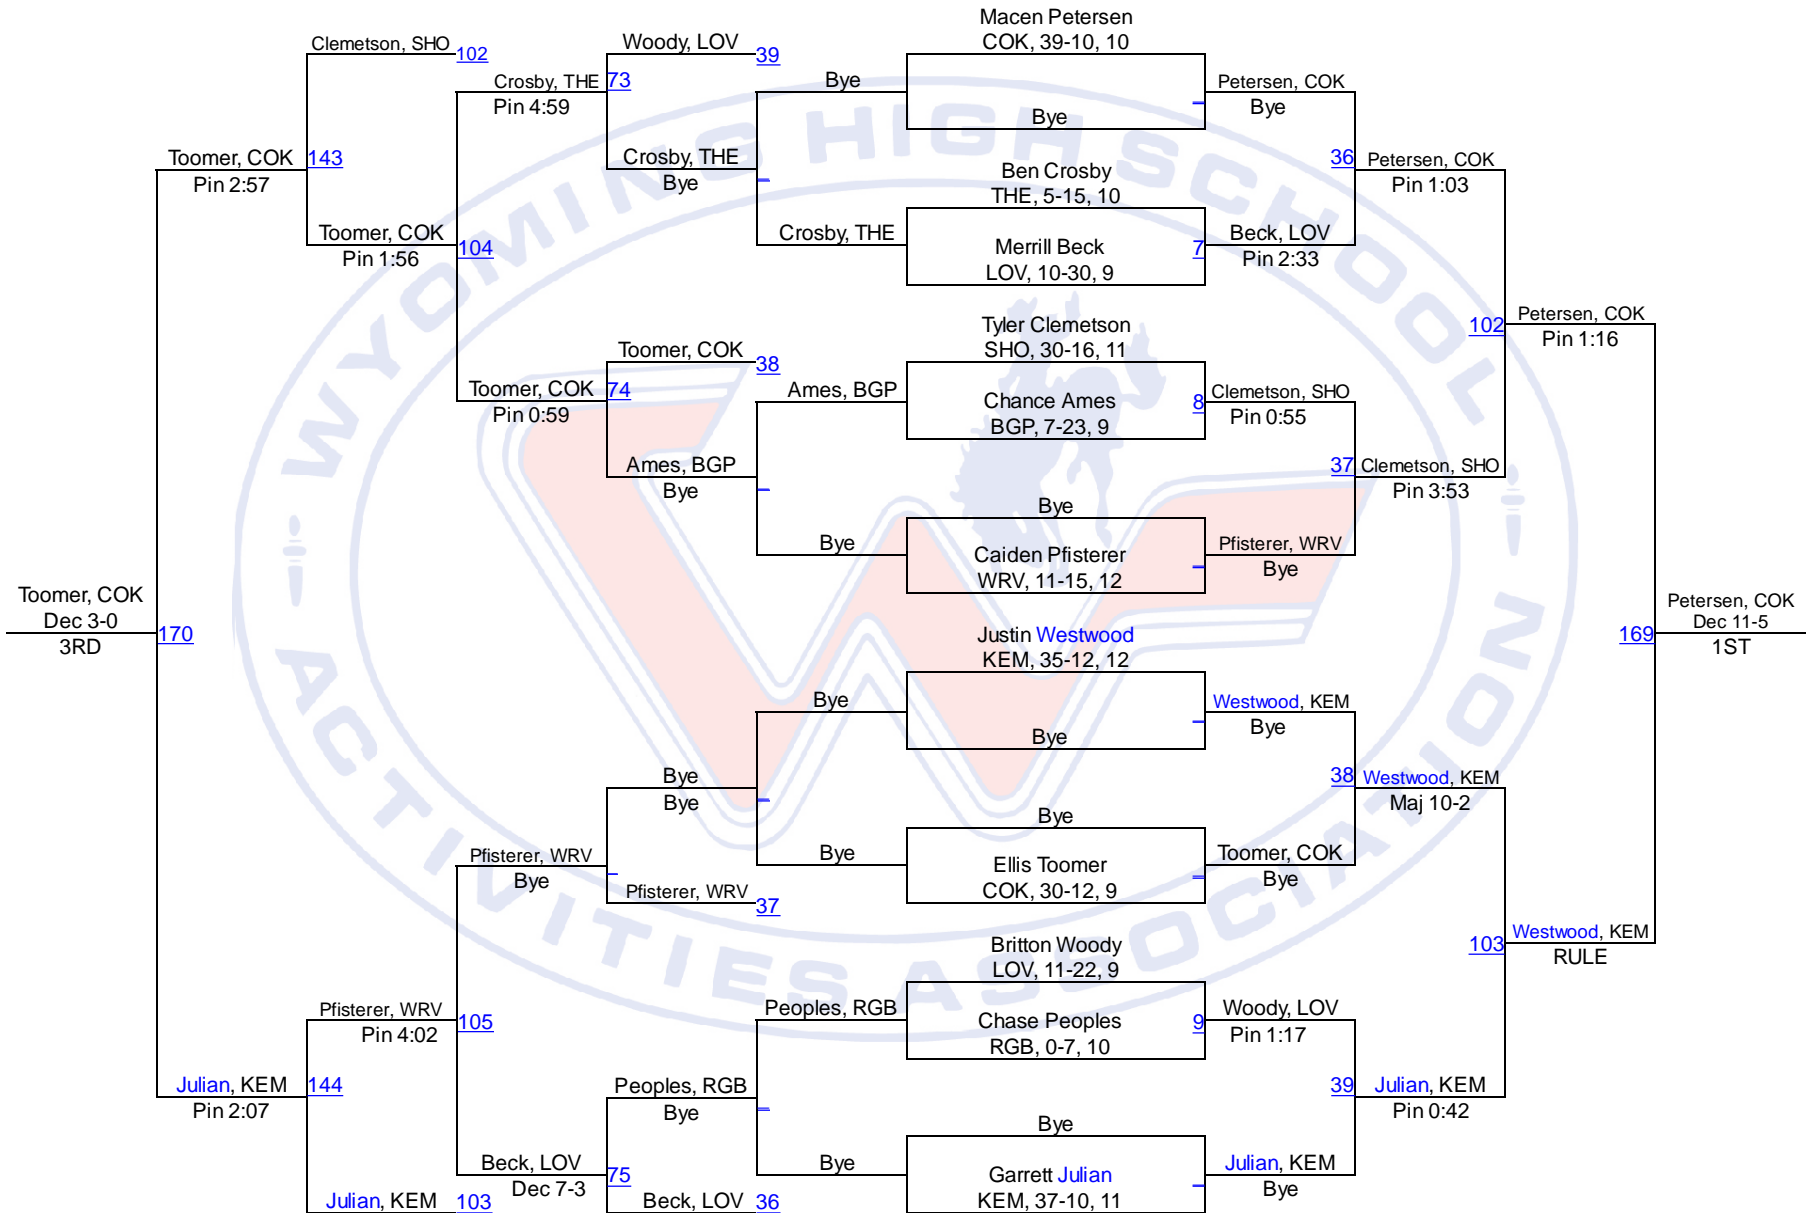 Macen Petersen
COK, 39-10, 10
Clemetson, SHO 102
Woody, LOV 39
Crosby, THE 73
Pin 4:59
Bye
Petersen, COK
Bye
Bye
Toomer, COK 143
Pin 2:57
Crosby, THE
Bye
Ben Crosby
THE, 5-15, 10
36 Petersen, COK
Pin 1:03
Toomer, COK
Pin 1:56
104
Crosby, THE
Merrill Beck
LOV, 10-30, 9
7
Beck, LOV
Pin 2:33
Tyler Clemetson
SHO, 30-16, 11
102
Petersen, COK
Pin 1:16
Toomer, COK 38
Toomer, COK 74
Pin 0:59
Ames, BGP
Chance Ames
BGP, 7-23, 9
8
Clemetson, SHO
Pin 0:55
Ames, BGP
Bye
37 Clemetson, SHO
Pin 3:53
Bye
Bye
Caiden Pfisterer
WRV, 11-15, 12
Pfisterer, WRV
Bye
Toomer, COK
Dec 3-0
3RD
170
169
Petersen, COK
Dec 11-5
1ST
Justin Westwood
KEM, 35-12, 12
Bye
Bye
Westwood, KEM
Bye
Bye
Bye
38 Westwood, KEM
Maj 10-2
Bye
Bye
Ellis Toomer
COK, 30-12, 9
Toomer, COK
Bye
Pfisterer, WRV
Bye
Pfisterer, WRV 37
Britton Woody
LOV, 11-22, 9
103
Westwood, KEM
RULE
Pfisterer, WRV
Pin 4:02
105
Peoples, RGB
Chase Peoples
RGB, 0-7, 10
9
Woody, LOV
Pin 1:17
Julian, KEM 144
Pin 2:07
Peoples, RGB
Bye
39 Julian, KEM
Pin 0:42
Bye
Beck, LOV
Dec 7-3
75
Bye
Garrett Julian
KEM, 37-10, 11
Julian, KEM
Bye
Julian, KEM 103
Beck, LOV 36
WYOMING HIGH SCHOOL
ACTIVITIES ASSOCIATION